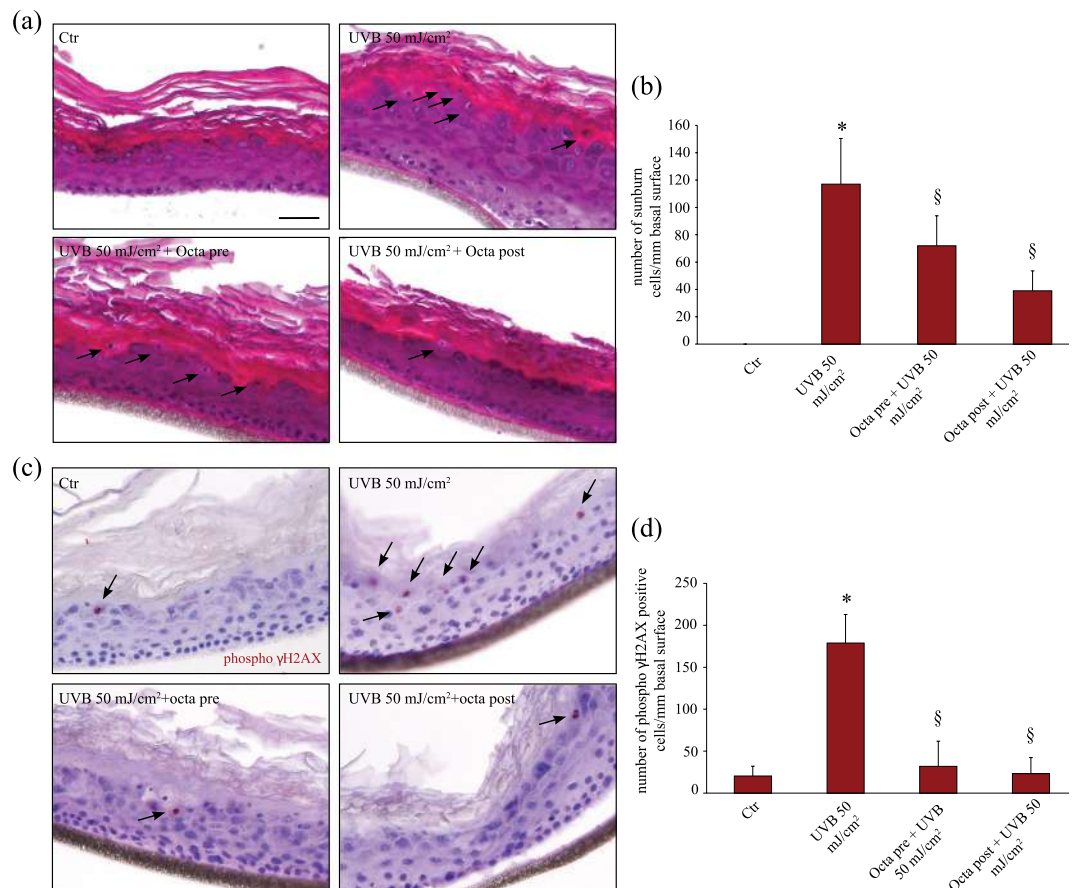 (a)
Ctr
UVB 50 mJ/cm²
UVB 50 mJ/cm² + Octa pre
UVB 50 mJ/cm² + Octa post
(b)
number of sunburn
cells/mm basal surface
160
140
120
100
80
60
40
20
0
*
§
§
Ctr
UVB 50
mJ/cm²
Octa pre + UVB 50
mJ/cm²
Octa post + UVB 50
mJ/cm²
(c)
Ctr
phospho γH2AX
UVB 50 mJ/cm²
UVB 50 mJ/cm²+octa pre
UVB 50 mJ/cm²+octa post
(d)
number of phospho γH2AX positive
cells/mm basal surface
250
200
150
100
50
0
*
§
§
Ctr
UVB 50
mJ/cm²
Octa pre + UVB
50 mJ/cm²
Octa post + UVB 50
mJ/cm²